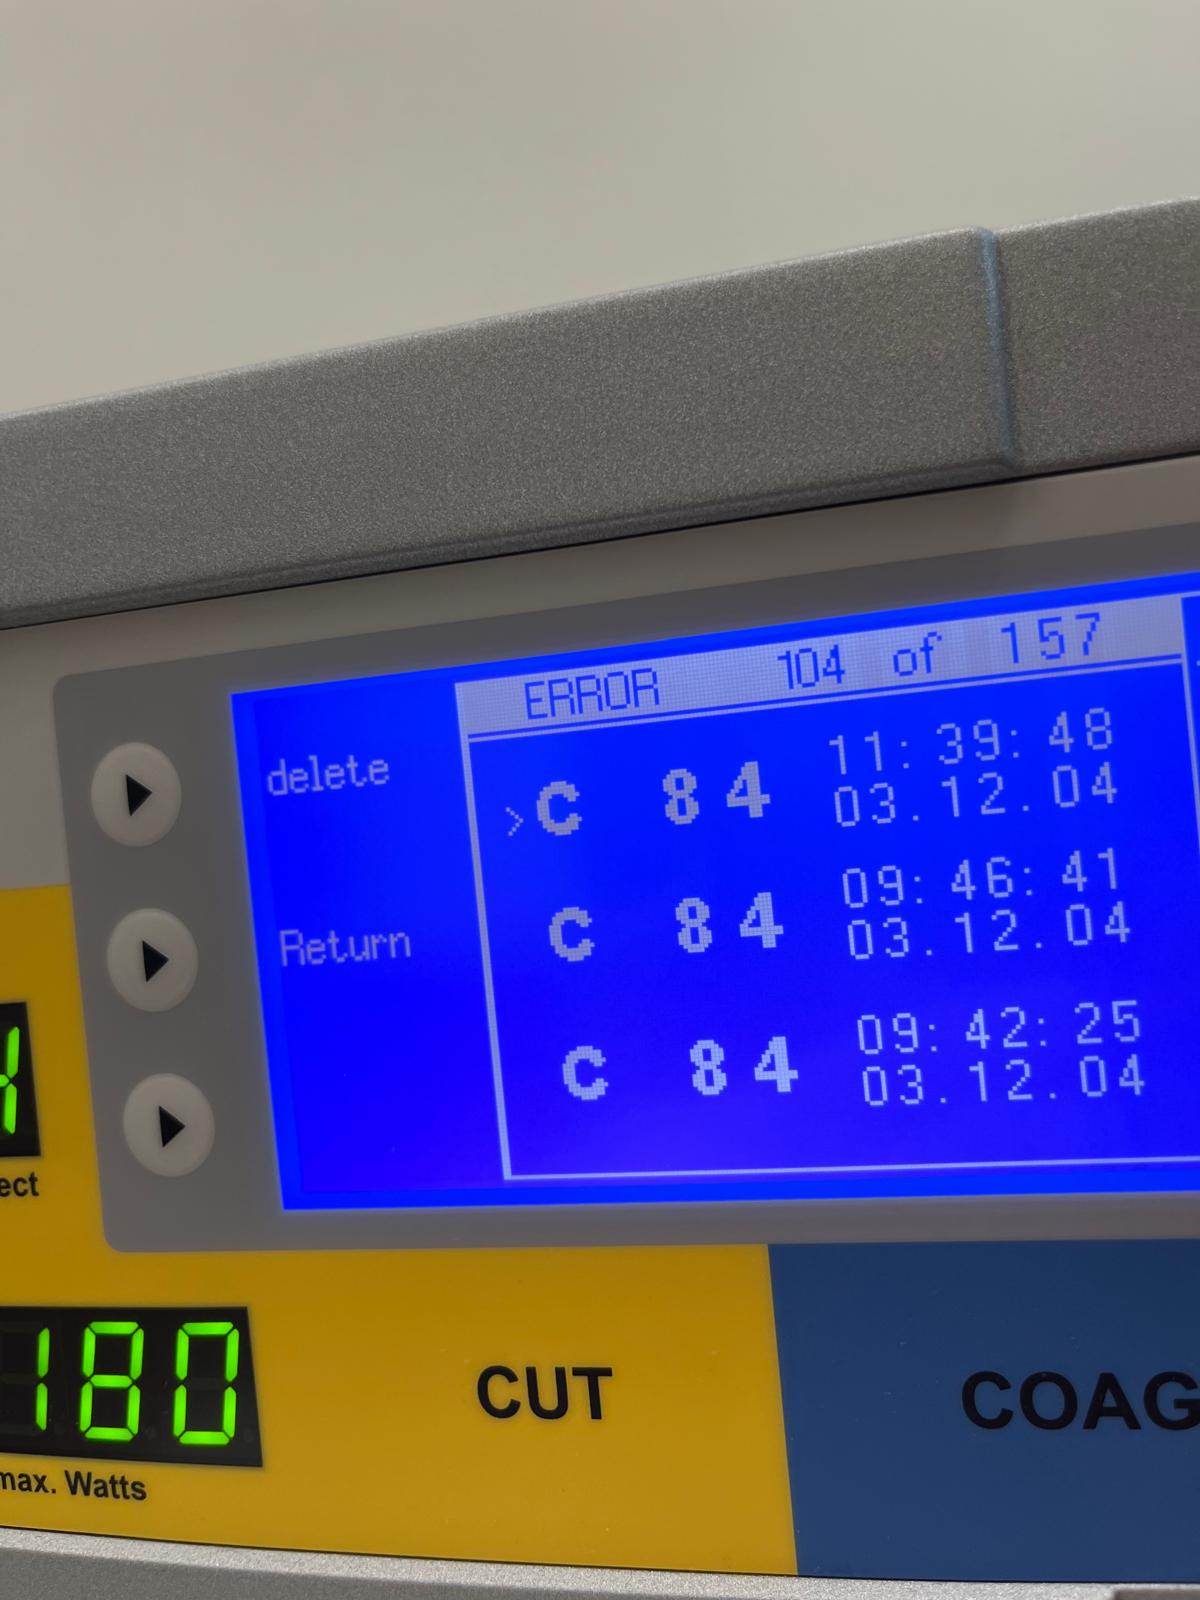 ERROR 104 of 157
delete
>C 84 11:39:48
03.12.04
C 84 09:46:41
03.12.04
Return
C 84 09:42:25
03.12.04
ect
180
max. Watts
CUT
COAG